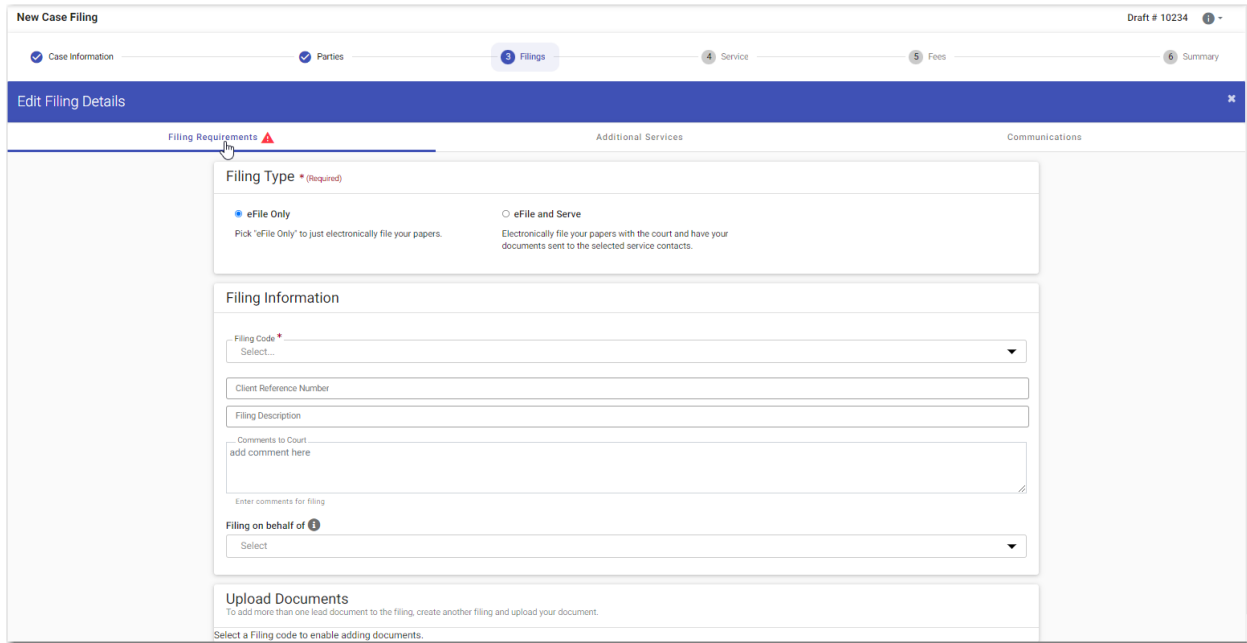 New Case Filing Draft # 10234
Case Information Parties 3 Filings 4 Service 5 Fees 6 Summary
Edit Filing Details
Filing Requirements Additional Services Communications
Filing Type * (Required)
eFile Only eFile and Serve
Pick "eFile Only" to just electronically file your papers. Electronically file your papers with the court and have your
documents sent to the selected service contacts.
Filing Information
Filing Code *
Select...
Client Reference Number
Filing Description
Comments to Court
add comment here
Enter comments for filing
Filing on behalf of
Select
Upload Documents
To add more than one lead document to the filing, create another filing and upload your document.
Select a Filing code to enable adding documents.